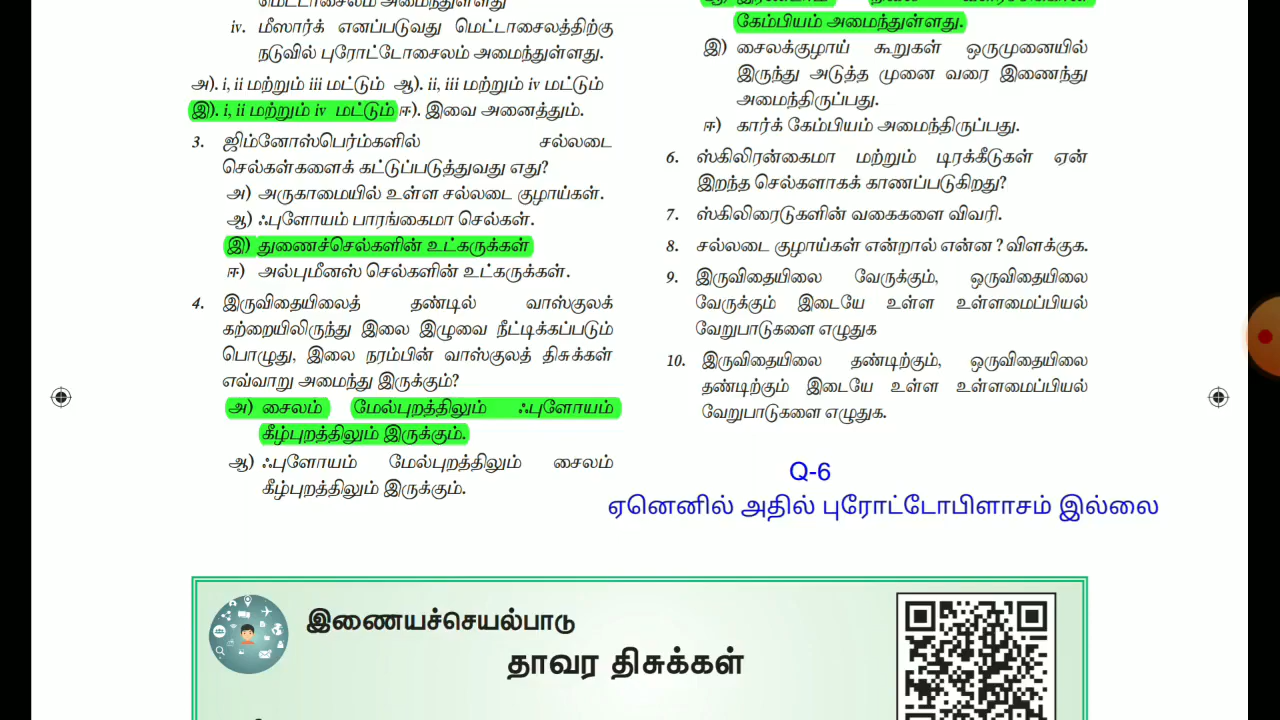 மெட்டாசைலம் அமைந்துள்ளது
iv. மீஸார்க் எனப்படுவது மெட்டாசைலத்திற்கு
நடுவில் புரோட்டோசைலம் அமைந்துள்ளது.
அ). i, ii மற்றும் iii மட்டும் ஆ). ii, iii மற்றும் iv மட்டும்
இ). i, ii மற்றும் iv மட்டும் ஈ). இவை அனைத்தும்.
3. ஜிம்னோஸ்பெர்ம்களில் சல்லடை
செல்கள்களைக் கட்டுப்படுத்துவது எது?
அ) அருகாமையில் உள்ள சல்லடை குழாய்கள்.
ஆ) ஃபுளோயம் பாரங்கைமா செல்கள்.
இ) துணைச்செல்களின் உட்கருக்கள்
ஈ) அல்புமீனஸ் செல்களின் உட்கருக்கள்.
4. இருவிதையிலைத் தண்டில் வாஸ்குலக்
கற்றையிலிருந்து இலை இழுவை நீட்டிக்கப்படும்
பொழுது, இலை நரம்பின் வாஸ்குலத் திசுக்கள்
எவ்வாறு அமைந்து இருக்கும்?
அ) சைலம் மேல்புறத்திலும் ஃபுளோயம்
கீழ்புறத்திலும் இருக்கும்.
ஆ) ஃபுளோயம் மேல்புறத்திலும் சைலம்
கீழ்புறத்திலும் இருக்கும்.
கேம்பியம் அமைந்துள்ளது.
இ) சைலக்குழாய் கூறுகள் ஒருமுனையில்
இருந்து அடுத்த முனை வரை இணைந்து
அமைந்திருப்பது.
ஈ) கார்க் கேம்பியம் அமைந்திருப்பது.
6. ஸ்கிலிரன்கைமா மற்றும் டிரக்கீடுகள் ஏன்
இறந்த செல்களாகக் காணப்படுகிறது?
7. ஸ்கிலிரைடுகளின் வகைகளை விவரி.
8. சல்லடை குழாய்கள் என்றால் என்ன ? விளக்குக.
9. இருவிதையிலை வேருக்கும், ஒருவிதையிலை
வேருக்கும் இடையே உள்ள உள்ளமைப்பியல்
வேறுபாடுகளை எழுதுக
10. இருவிதையிலை தண்டிற்கும், ஒருவிதையிலை
தண்டிற்கும் இடையே உள்ள உள்ளமைப்பியல்
வேறுபாடுகளை எழுதுக.
Q-6
ஏனெனில் அதில் புரோட்டோபிளாசம் இல்லை
இணையச்செயல்பாடு
தாவர திசுக்கள்